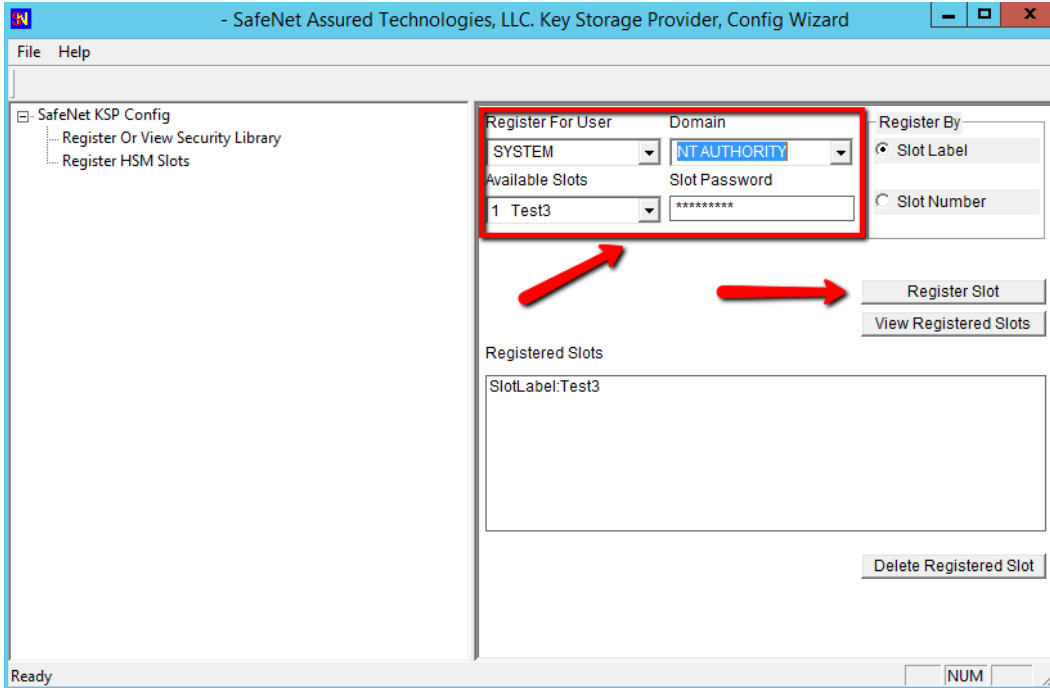 - SafeNet Assured Technologies, LLC. Key Storage Provider, Config Wizard
File Help
SafeNet KSP Config
Register Or View Security Library
Register HSM Slots
Register For User Domain
SYSTEM NT AUTHORITY
Available Slots Slot Password
1 Test3 *********
Register By
Slot Label
Slot Number
Register Slot
View Registered Slots
Registered Slots
SlotLabel:Test3
Delete Registered Slot
Ready NUM